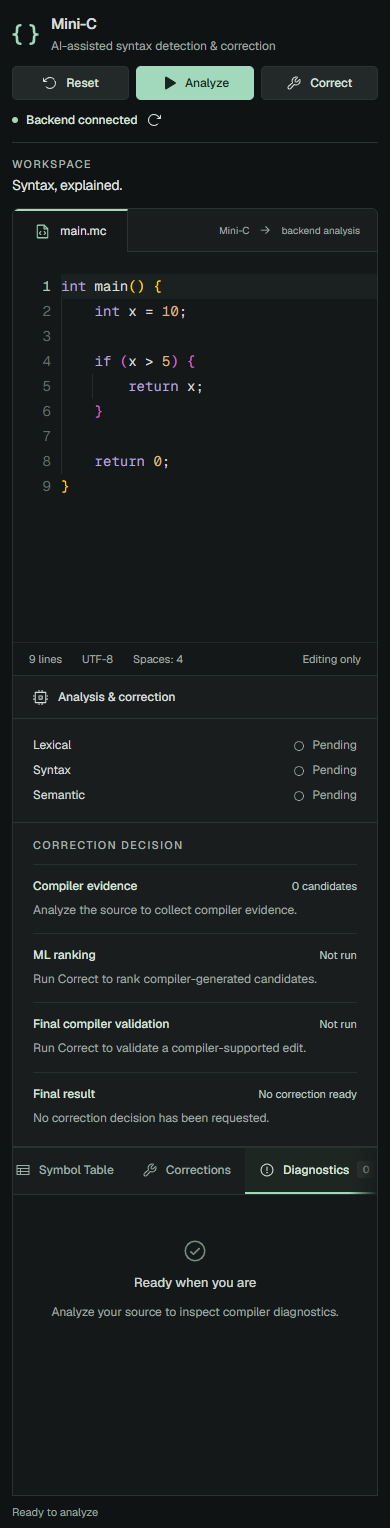 { } Mini-C
AI-assisted syntax detection & correction
Reset Analyze Correct
Backend connected
WORKSPACE
Syntax, explained.
main.mc Mini-C → backend analysis
1 int main() {
2     int x = 10;
3
4     if (x > 5) {
5         return x;
6     }
7
8     return 0;
9 }
9 lines UTF-8 Spaces: 4 Editing only
Analysis & correction
Lexical Pending
Syntax Pending
Semantic Pending
CORRECTION DECISION
Compiler evidence 0 candidates
Analyze the source to collect compiler evidence.
ML ranking Not run
Run Correct to rank compiler-generated candidates.
Final compiler validation Not run
Run Correct to validate a compiler-supported edit.
Final result No correction ready
No correction decision has been requested.
Symbol Table Corrections Diagnostics 0
Ready when you are
Analyze your source to inspect compiler diagnostics.
Ready to analyze